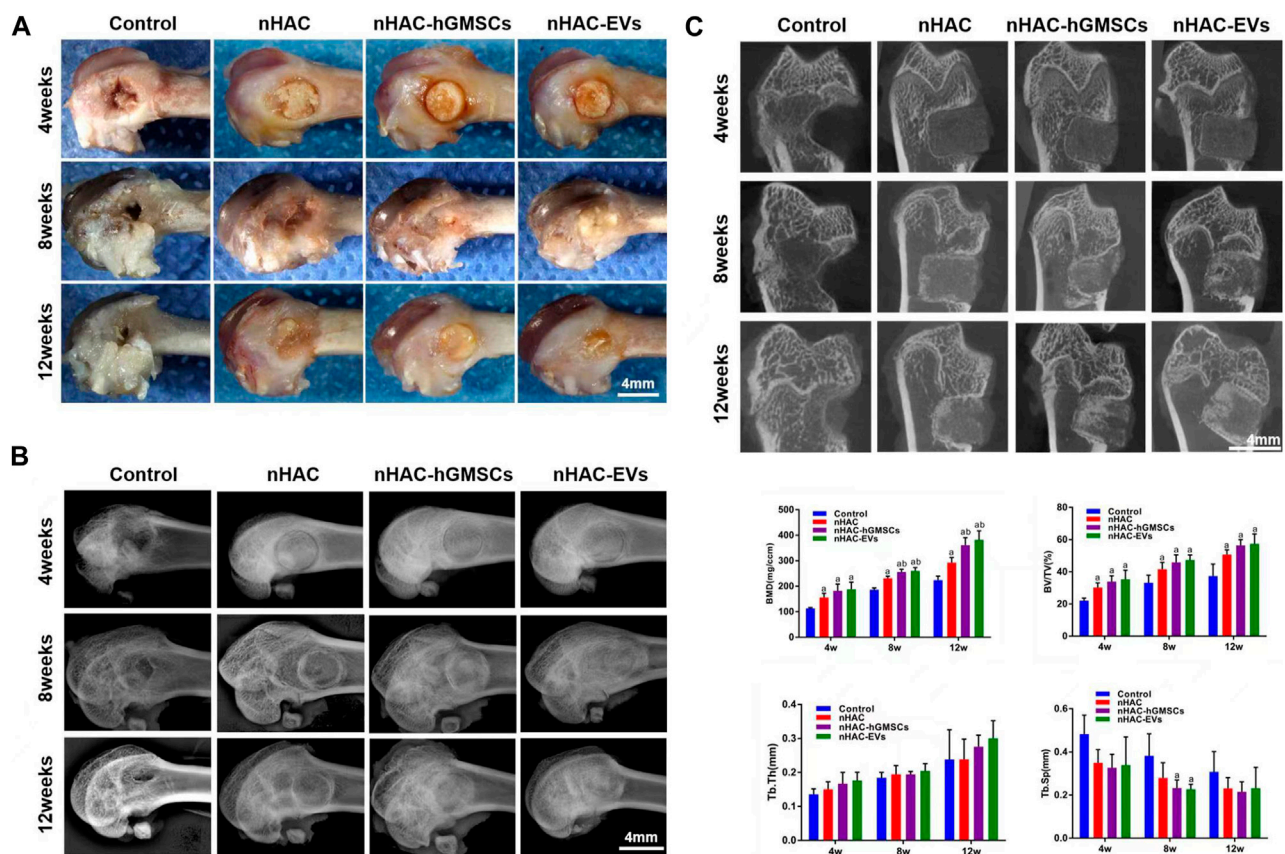 A
Control nHAC nHAC-hGMSCs nHAC-EVs
4weeks
8weeks
12weeks
4mm
B
Control nHAC nHAC-hGMSCs nHAC-EVs
4weeks
8weeks
12weeks
4mm
C
Control nHAC nHAC-hGMSCs nHAC-EVs
4weeks
8weeks
12weeks
4mm
BMD(mg/ccm)
500
400
300
200
100
0
Control
nHAC
nHAC-hGMSCs
nHAC-EVs
a a a
a ab ab
a ab ab
4w 8w 12w
BV/TV(%)
80
60
40
20
0
Control
nHAC
nHAC-hGMSCs
nHAC-EVs
a a a
a a a
a a a
4w 8w 12w
Tb.Th(mm)
0.4
0.3
0.2
0.1
0.0
Control
nHAC
nHAC-hGMSCs
nHAC-EVs
4w 8w 12w
Tb.Sp(mm)
0.6
0.4
0.2
0.0
Control
nHAC
nHAC-hGMSCs
nHAC-EVs
a a
4w 8w 12w